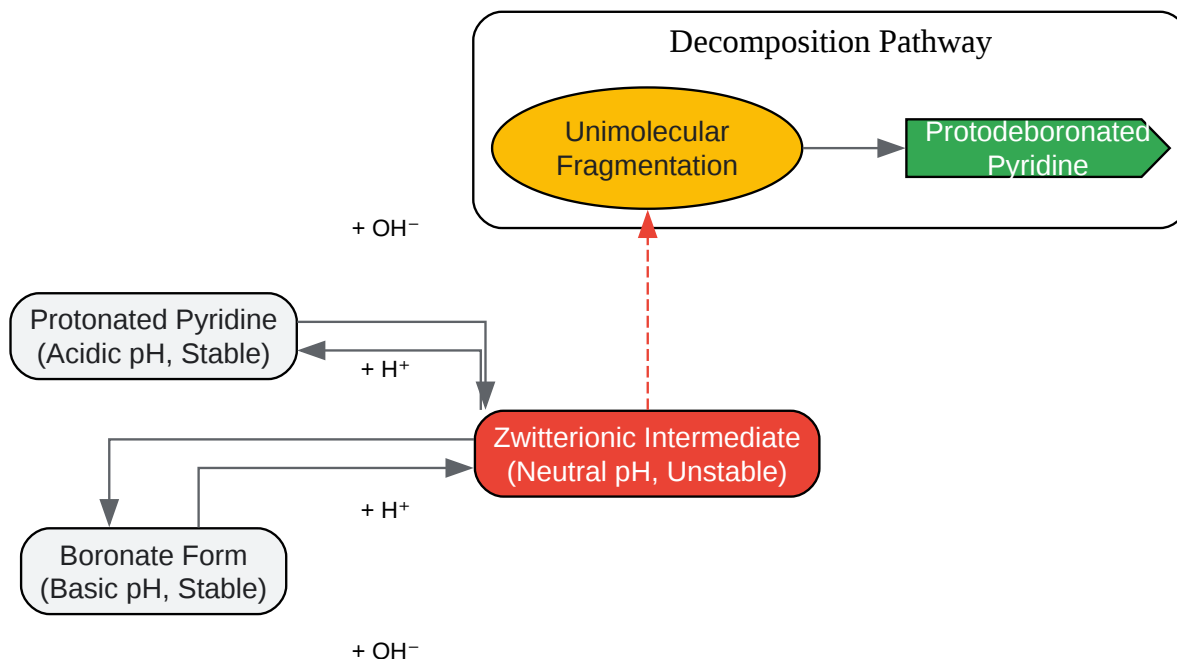 Decomposition Pathway
Unimolecular
Fragmentation
Protodeboronated
Pyridine
+ OH⁻
Protonated Pyridine
(Acidic pH, Stable)
+ H⁺
Zwitterionic Intermediate
(Neutral pH, Unstable)
+ H⁺
Boronate Form
(Basic pH, Stable)
+ OH⁻